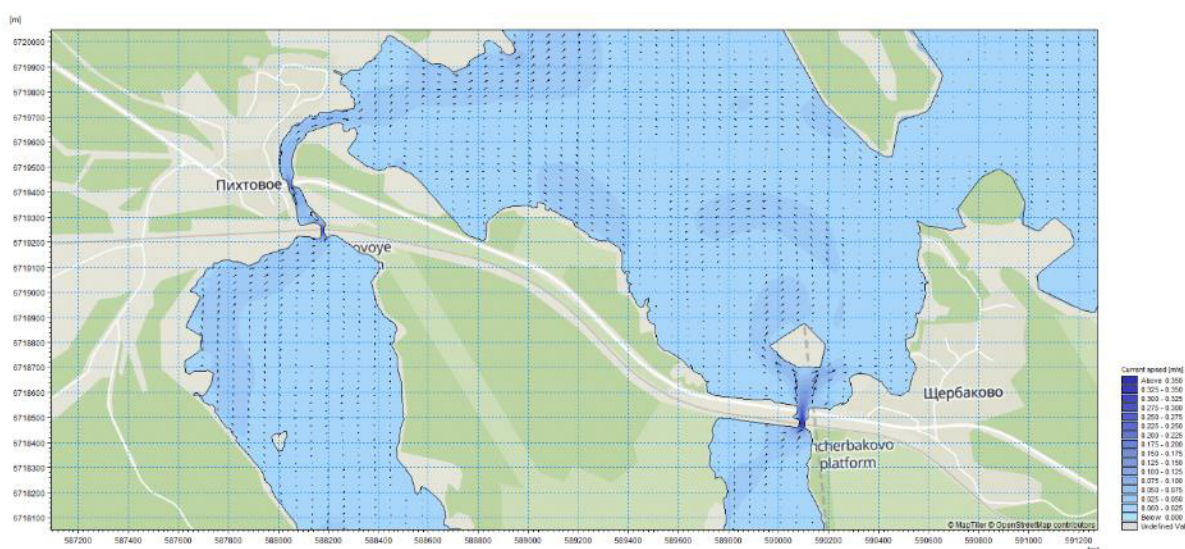 [m]
6720000
6719900
6719800
6719700
6719600
6719500
6719400
6719300
6719200
6719100
6719000
6718900
6718800
6718700
6718600
6718500
6718400
6718300
6718200
6718100
Пихтовое
ovoye
Щербаково
hcherbakovo
platform
© MapTiler © OpenStreetMap contributors
587200
587400
587600
587800
588000
588200
588400
588600
588800
589000
589200
589400
589600
589800
590000
590200
590400
590600
590800
591000
591200
Current speed [m/s]
Above 0.350
0.325 - 0.350
0.300 - 0.325
0.275 - 0.300
0.250 - 0.275
0.225 - 0.250
0.200 - 0.225
0.175 - 0.200
0.150 - 0.175
0.125 - 0.150
0.100 - 0.125
0.075 - 0.100
0.050 - 0.075
0.025 - 0.050
0.000 - 0.025
Below 0.000
Undefined Val